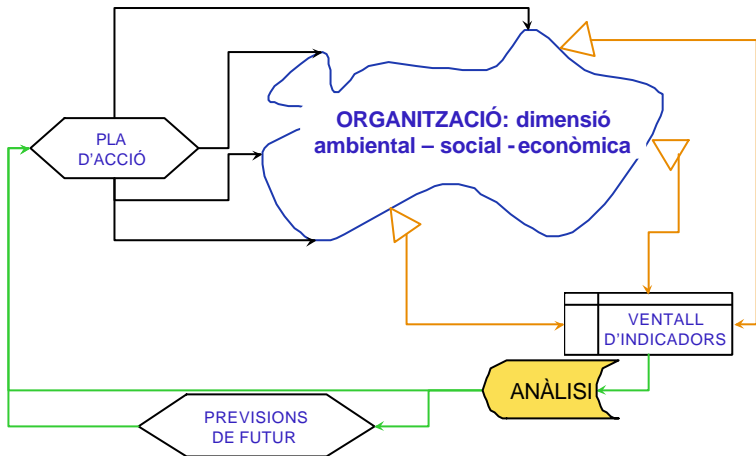 ORGANITZACIÓ: dimensió
ambiental – social - econòmica
PLA
D'ACCIÓ
VENTALL
D'INDICADORS
ANÀLISI
PREVISIONS
DE FUTUR